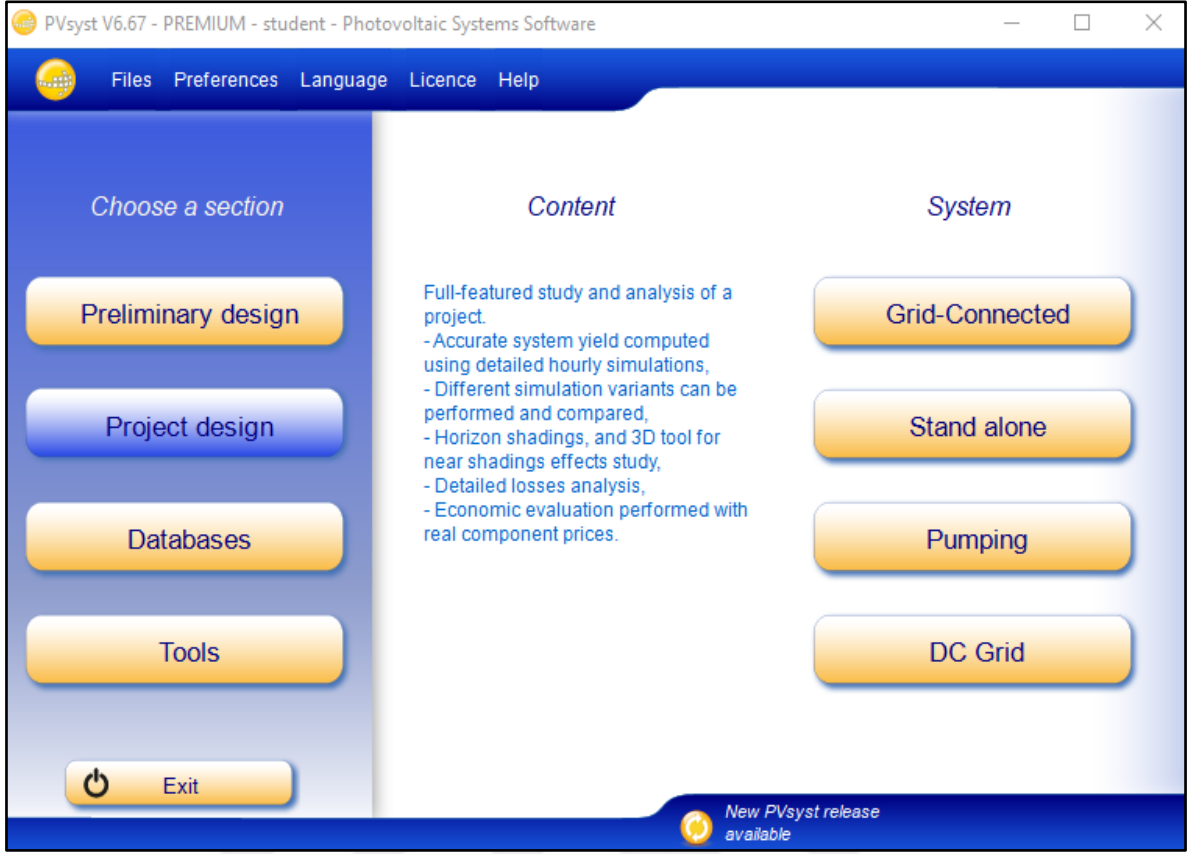 PVsyst V6.67 - PREMIUM - student - Photovoltaic Systems Software
Files Preferences Language Licence Help
Choose a section
Preliminary design
Project design
Databases
Tools
Exit
Content
Full-featured study and analysis of a
project.
- Accurate system yield computed
using detailed hourly simulations,
- Different simulation variants can be
performed and compared,
- Horizon shadings, and 3D tool for
near shadings effects study,
- Detailed losses analysis,
- Economic evaluation performed with
real component prices.
System
Grid-Connected
Stand alone
Pumping
DC Grid
New PVsyst release
available